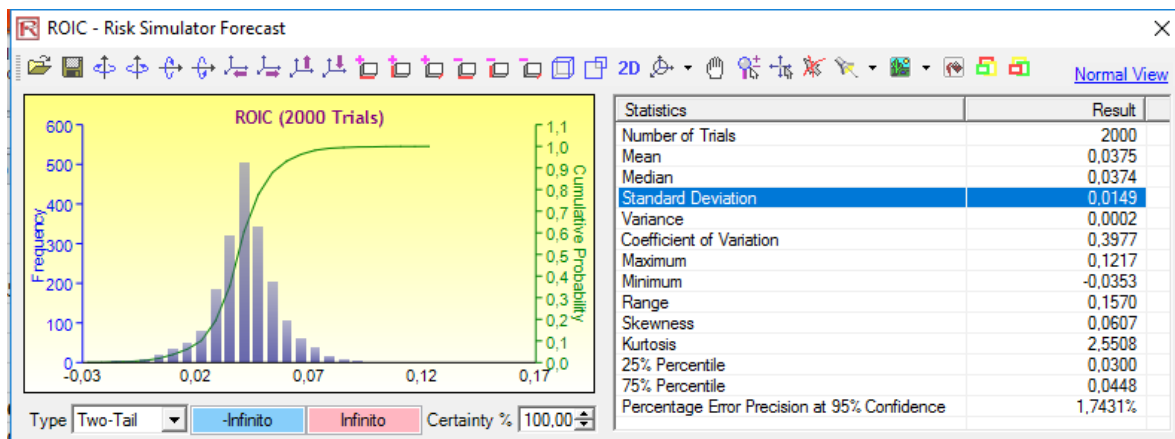 ROIC - Risk Simulator Forecast
2D
Normal View
ROIC (2000 Trials)
Frequency
600
500
400
300
200
100
0
-0,03 0,02 0,07 0,12 0,17
1,1
1,0
0,9
0,8
0,7
0,6
0,5
0,4
0,3
0,2
0,1
0,0
Cumulative Probability
Type Two-Tail -Infinito Infinito Certainty % 100,00
Statistics Result
Number of Trials 2000
Mean 0,0375
Median 0,0374
Standard Deviation 0,0149
Variance 0,0002
Coefficient of Variation 0,3977
Maximum 0,1217
Minimum -0,0353
Range 0,1570
Skewness 0,0607
Kurtosis 2,5508
25% Percentile 0,0300
75% Percentile 0,0448
Percentage Error Precision at 95% Confidence 1,7431%